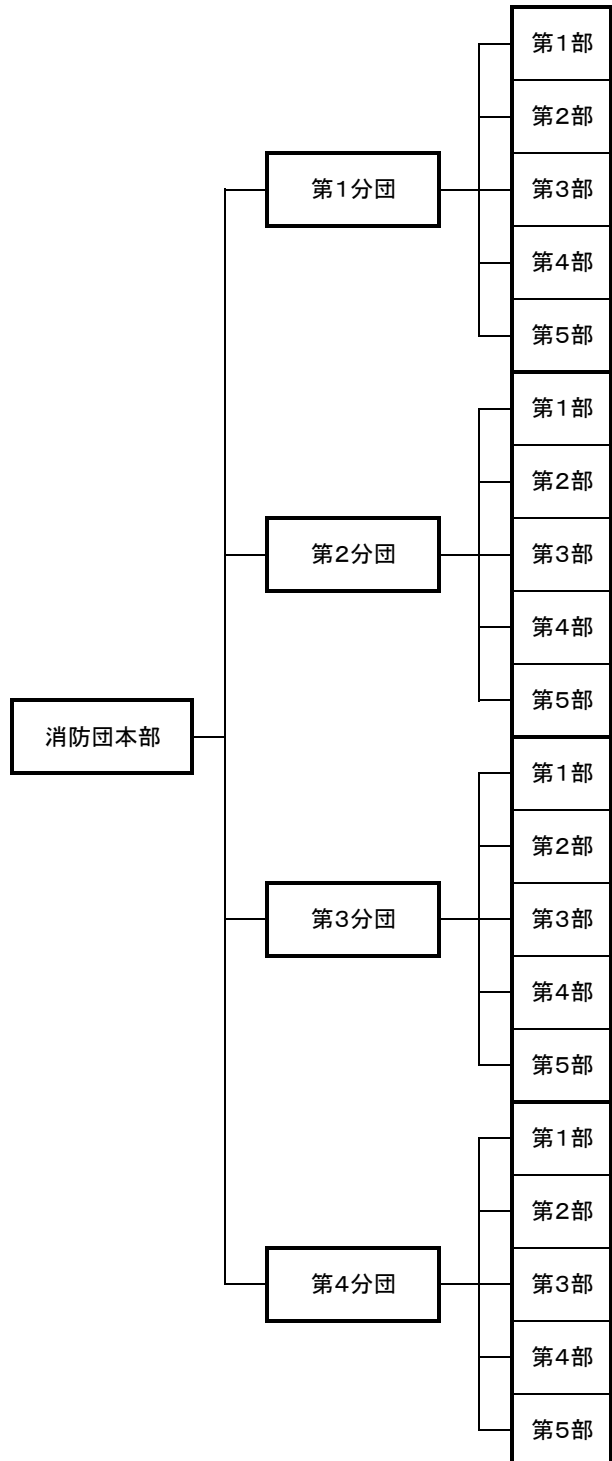 消防団本部
第1分団
第1部
第2部
第3部
第4部
第5部
第2分団
第1部
第2部
第3部
第4部
第5部
第3分団
第1部
第2部
第3部
第4部
第5部
第4分団
第1部
第2部
第3部
第4部
第5部